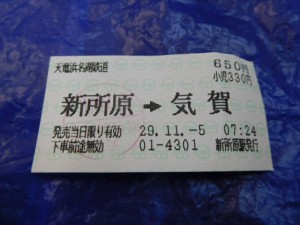 天竜浜名湖鉄道 650円
小児330円
新所原 → 気賀
発売当日限り有効 29.11.-5 07:24
下車前途無効 01-4301 新所原駅発行